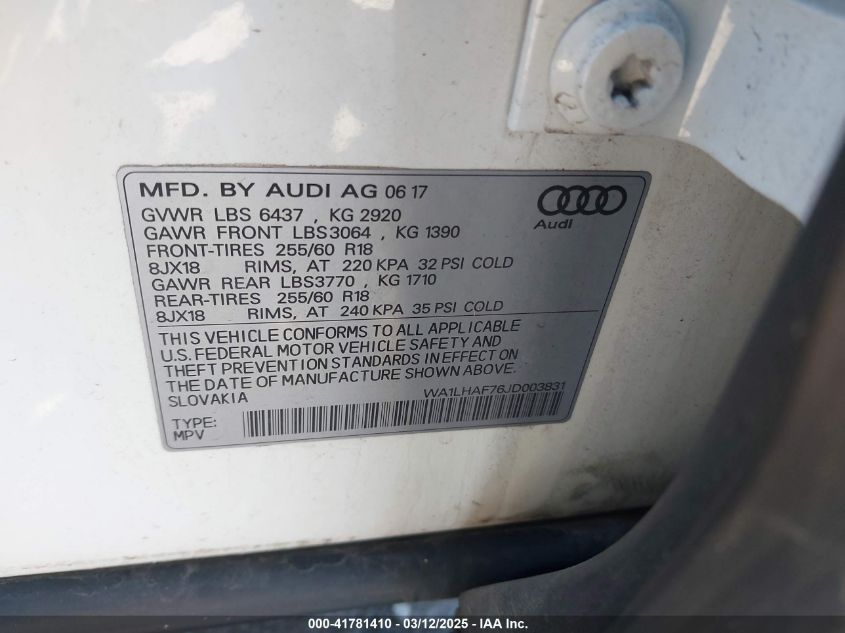 MFD. BY AUDI AG 06 17
GVWR LBS 6437 , KG 2920
GAWR FRONT LBS3064 , KG 1390
FRONT-TIRES 255/60 R18
8JX18 RIMS, AT 220 KPA 32 PSI COLD
GAWR REAR LBS3770 , KG 1710
REAR-TIRES 255/60 R18
8JX18 RIMS, AT 240 KPA 35 PSI COLD
Audi
THIS VEHICLE CONFORMS TO ALL APPLICABLE
U.S. FEDERAL MOTOR VEHICLE SAFETY AND
THEFT PREVENTION STANDARDS IN EFFECT ON
THE DATE OF MANUFACTURE SHOWN ABOVE.
SLOVAKIA WA1LHAF76JD003831
TYPE:
MPV
000-41781410 - 03/12/2025 - IAA Inc.